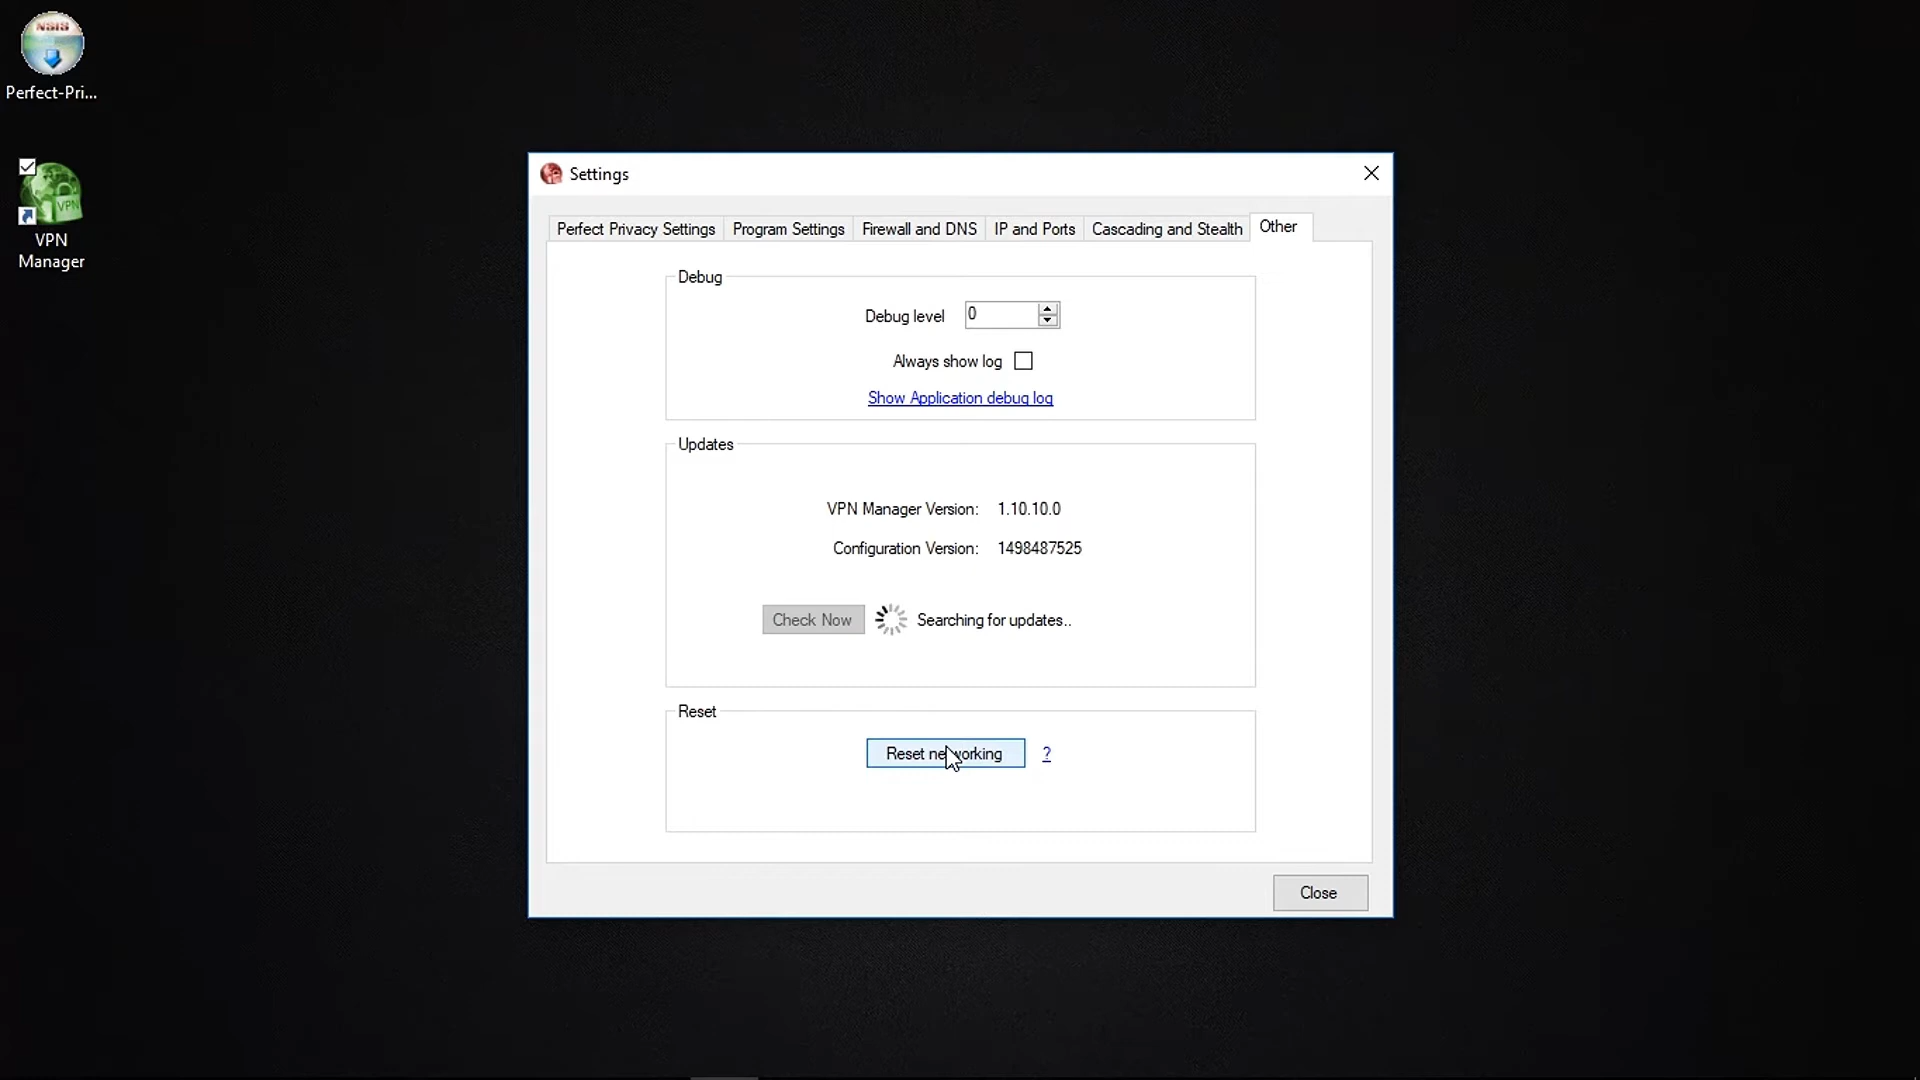 NSIS
Perfect-Pri...
VPN
VPN
Manager
Settings
Perfect Privacy Settings
Program Settings
Firewall and DNS
IP and Ports
Cascading and Stealth
Other
Debug
Debug level
0
Always show log
Show Application debug log
Updates
VPN Manager Version: 1.10.10.0
Configuration Version: 1498487525
Check Now
Searching for updates..
Reset
Reset networking
?
Close